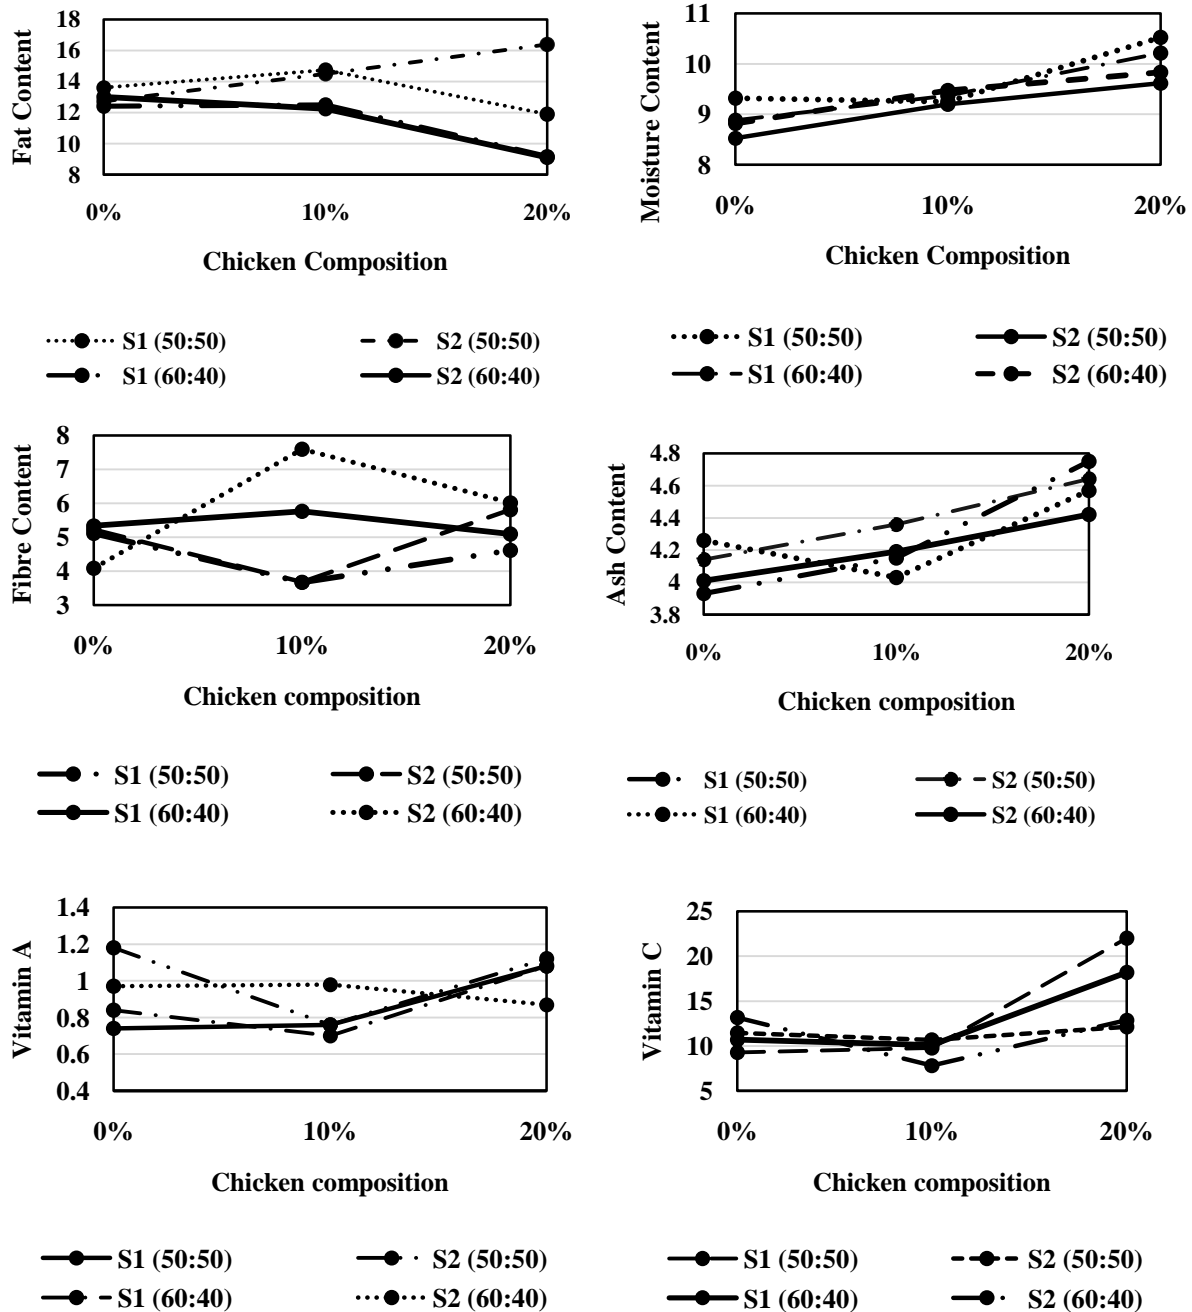 Fat Content
18
16
14
12
10
8
0% 10% 20%
Chicken Composition
S1 (50:50) S2 (50:50)
S1 (60:40) S2 (60:40)
Moisture Content
11
10
9
8
0% 10% 20%
Chicken Composition
S1 (50:50) S2 (50:50)
S1 (60:40) S2 (60:40)
Fibre Content
8
7
6
5
4
3
0% 10% 20%
Chicken composition
S1 (50:50) S2 (50:50)
S1 (60:40) S2 (60:40)
Ash Content
4.8
4.6
4.4
4.2
4
3.8
0% 10% 20%
Chicken composition
S1 (50:50) S2 (50:50)
S1 (60:40) S2 (60:40)
Vitamin A
1.4
1.2
1
0.8
0.6
0.4
0% 10% 20%
Chicken composition
S1 (50:50) S2 (50:50)
S1 (60:40) S2 (60:40)
Vitamin C
25
20
15
10
5
0% 10% 20%
Chicken composition
S1 (50:50) S2 (50:50)
S1 (60:40) S2 (60:40)